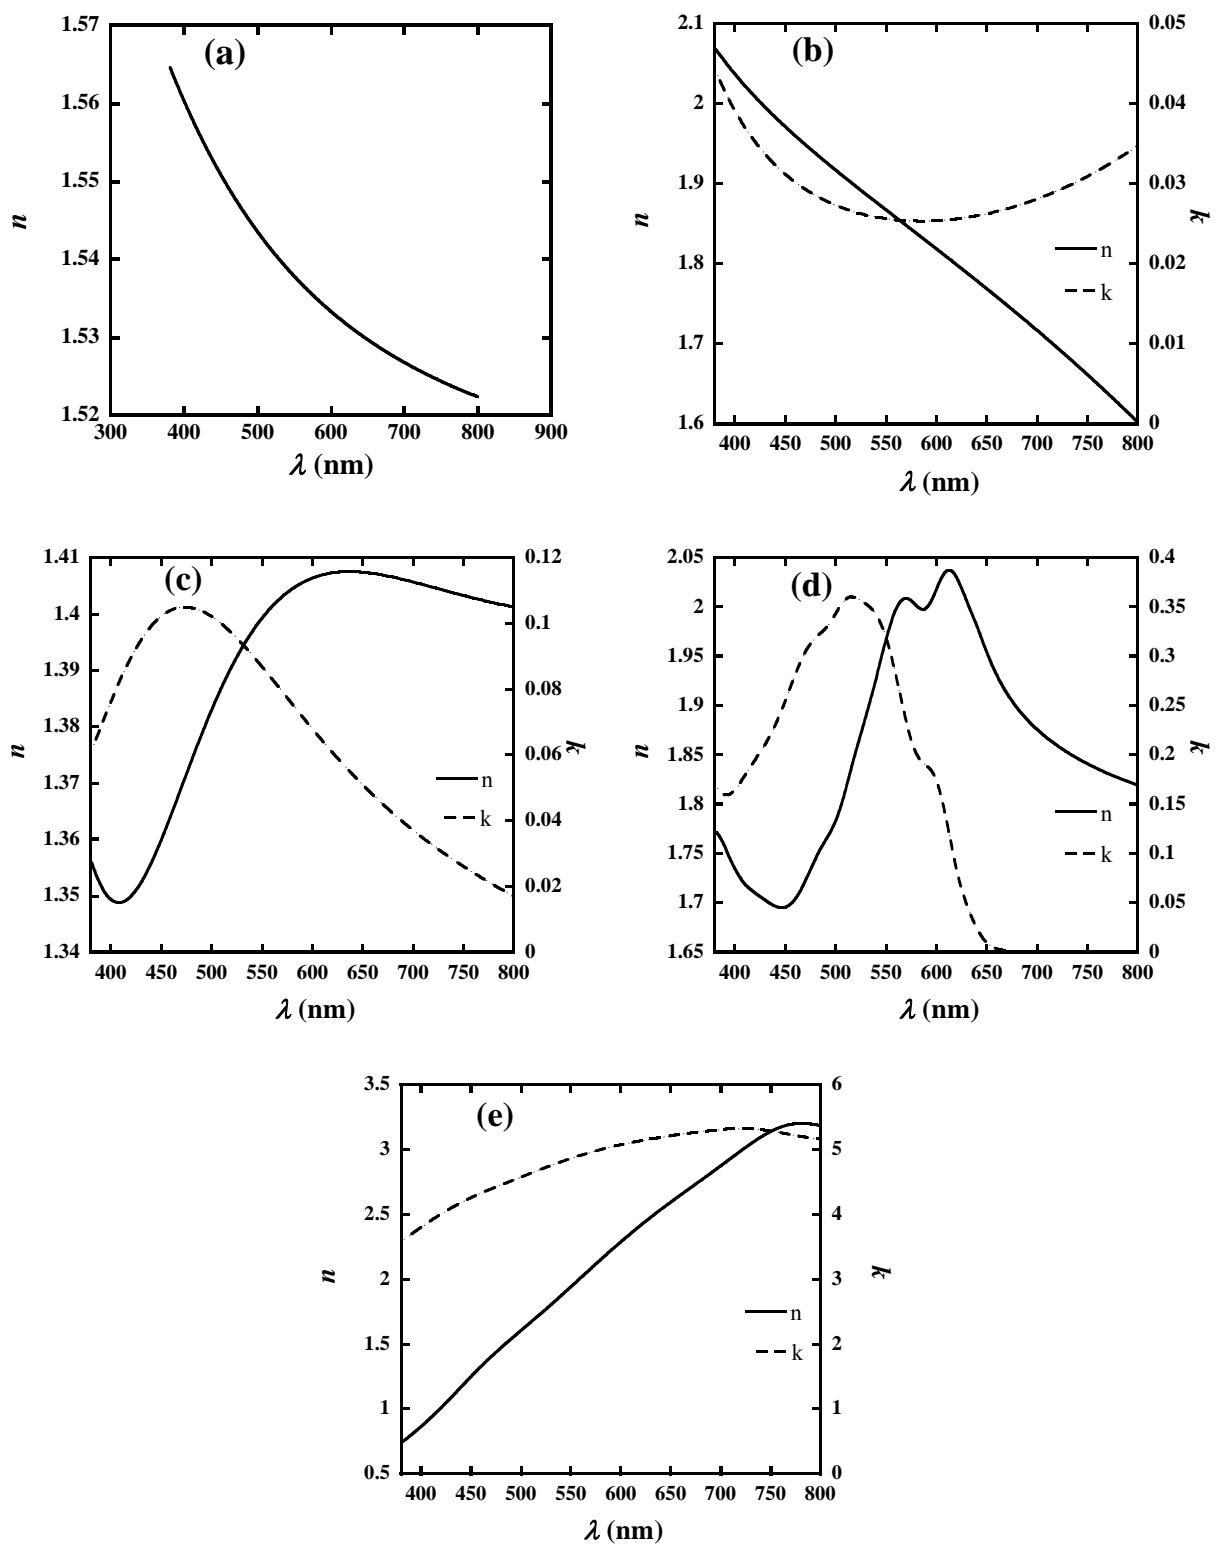 (a)
1.57
1.56
1.55
1.54
1.53
1.52
n
300 400 500 600 700 800 900
λ (nm)
(b)
2.1
2
1.9
1.8
1.7
1.6
n
0.05
0.04
0.03
0.02
0.01
0
k
n
k
400 450 500 550 600 650 700 750 800
λ (nm)
(c)
1.41
1.4
1.39
1.38
1.37
1.36
1.35
1.34
n
0.12
0.1
0.08
0.06
0.04
0.02
0
k
n
k
400 450 500 550 600 650 700 750 800
λ (nm)
(d)
2.05
2
1.95
1.9
1.85
1.8
1.75
1.7
1.65
n
0.4
0.35
0.3
0.25
0.2
0.15
0.1
0.05
0
k
n
k
400 450 500 550 600 650 700 750 800
λ (nm)
(e)
3.5
3
2.5
2
1.5
1
0.5
n
6
5
4
3
2
1
0
k
n
k
400 450 500 550 600 650 700 750 800
λ (nm)